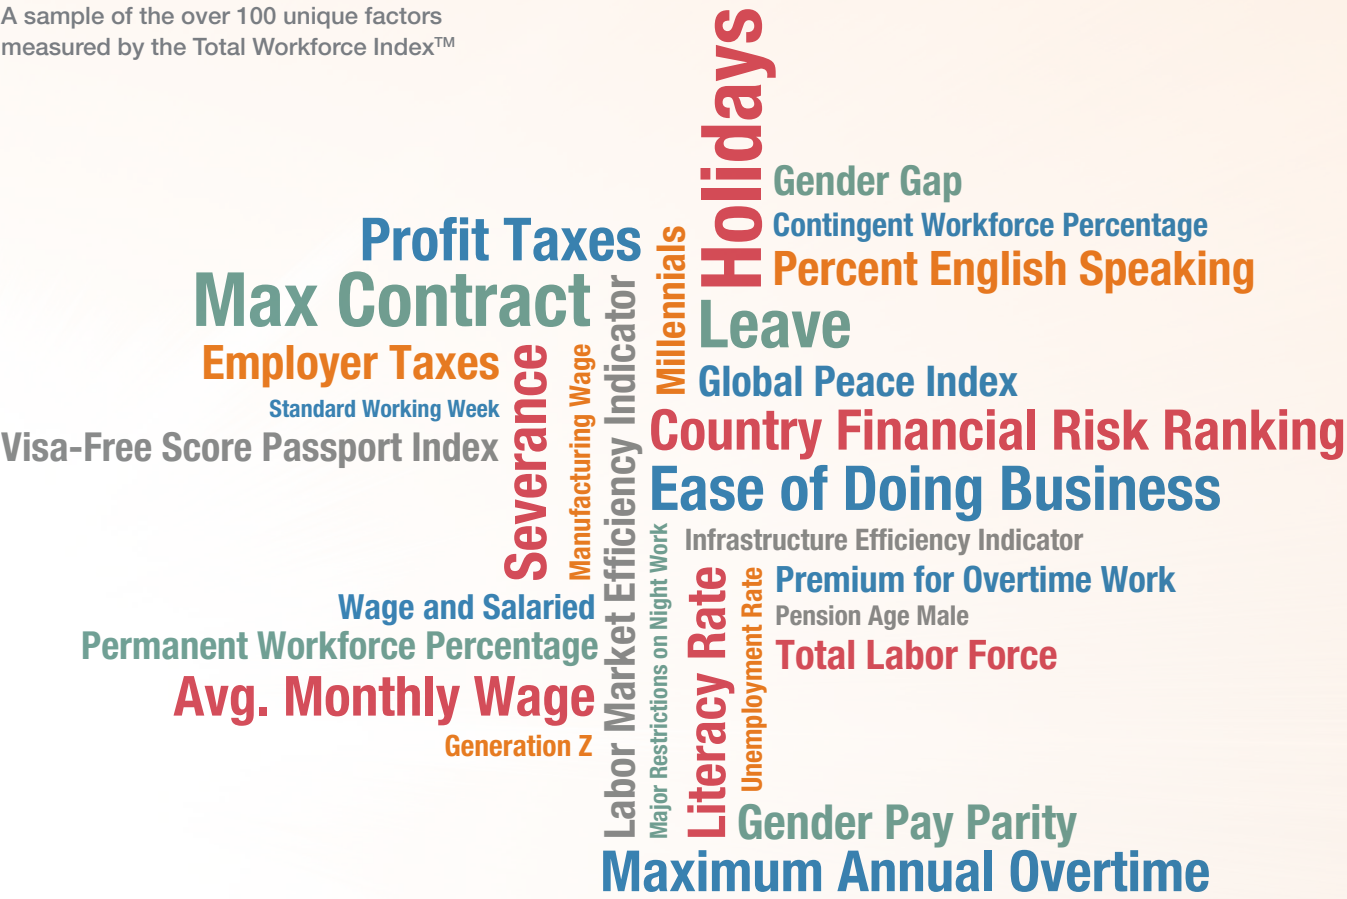 A sample of the over 100 unique factors
measured by the Total Workforce Index™
Holidays
Gender Gap
Contingent Workforce Percentage
Percent English Speaking
Profit Taxes
Millennials
Max Contract
Leave
Employer Taxes
Global Peace Index
Standard Working Week
Visa-Free Score Passport Index
Severance
Manufacturing Wage
Labor Market Efficiency Indicator
Country Financial Risk Ranking
Ease of Doing Business
Infrastructure Efficiency Indicator
Major Restrictions on Night Work
Literacy Rate
Unemployment Rate
Premium for Overtime Work
Pension Age Male
Total Labor Force
Wage and Salaried
Permanent Workforce Percentage
Avg. Monthly Wage
Generation Z
Gender Pay Parity
Maximum Annual Overtime